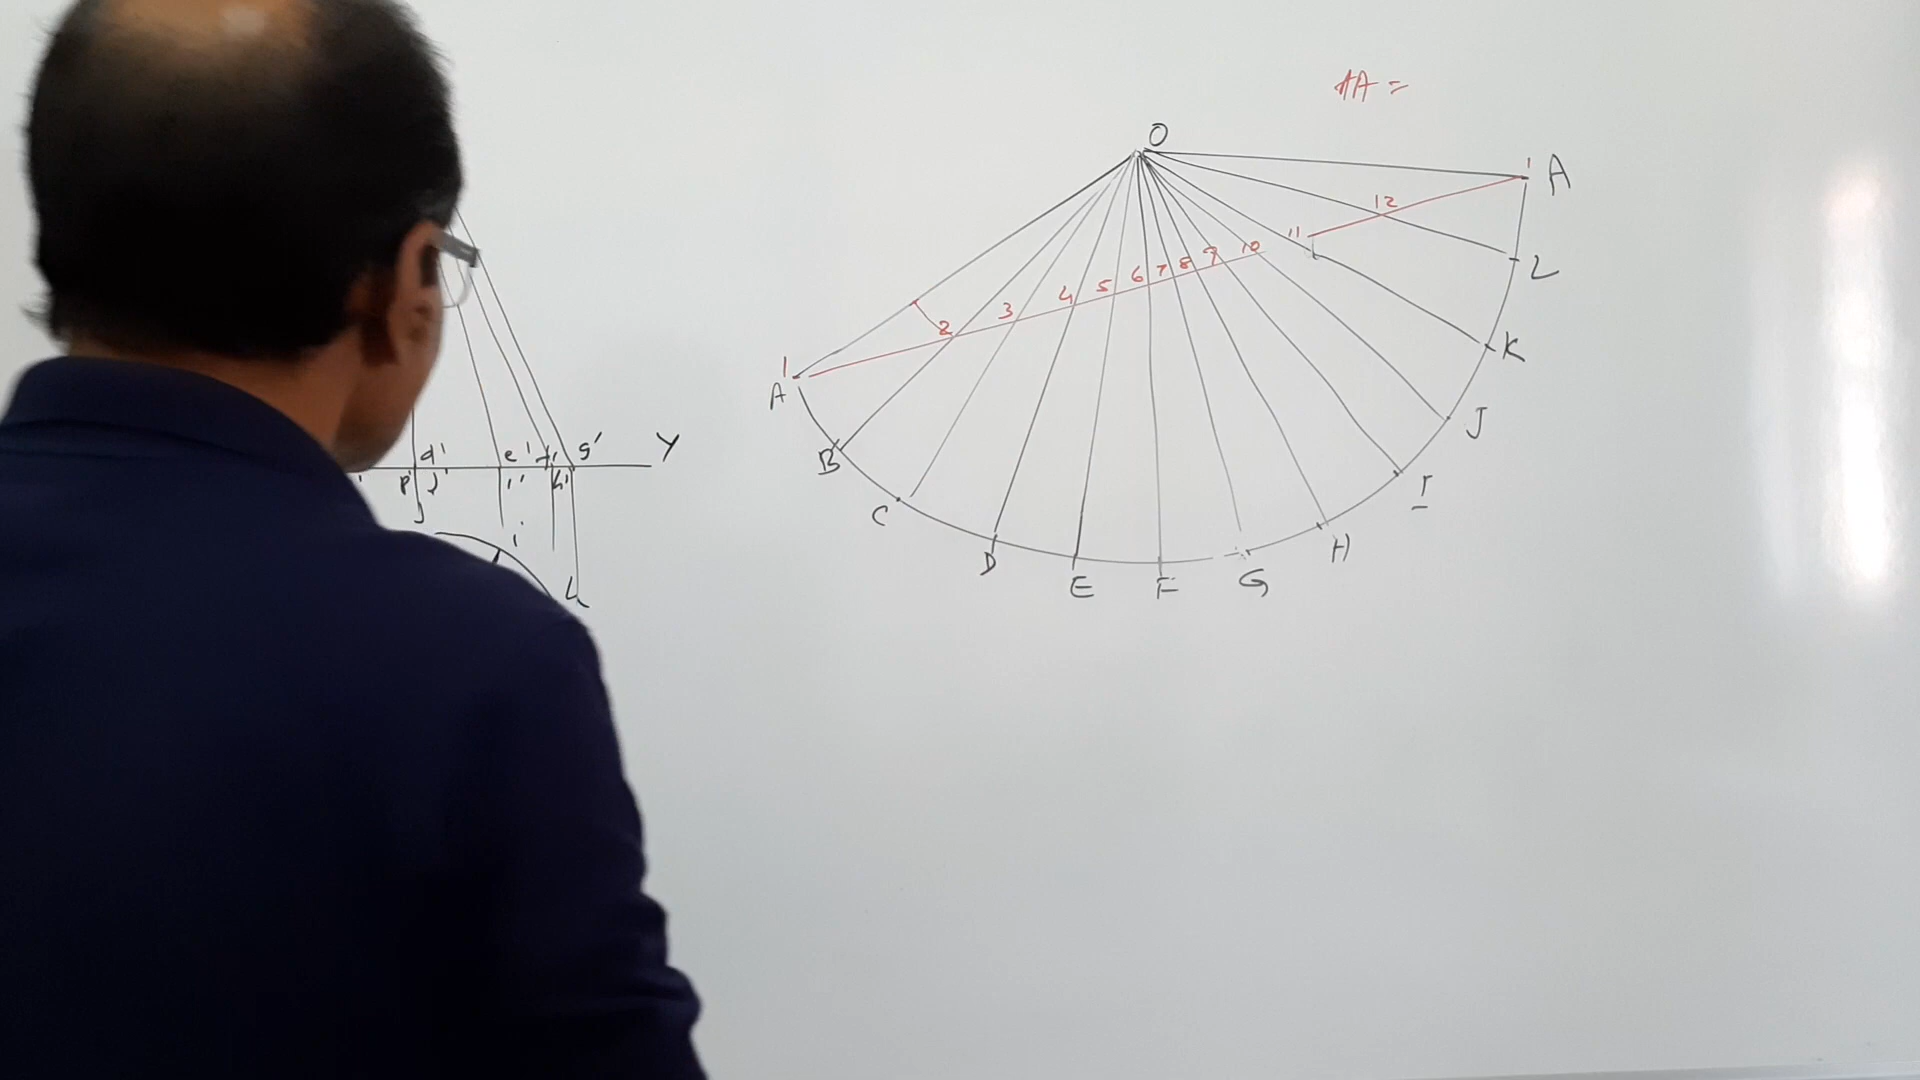 AA =
O
1 A
12
11
2 3 4 5 6 7 8 9 10
1
A
L
K
J
I
H
B
C
D E F G
d' e' f' g' Y
p' j' i' h'
j
i
h